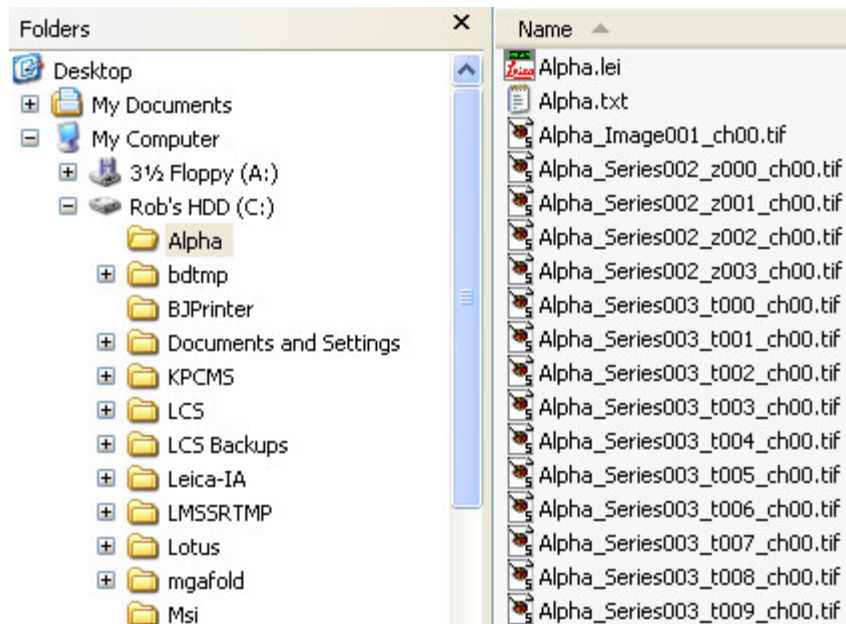 Folders
Desktop
My Documents
My Computer
3½ Floppy (A:)
Rob's HDD (C:)
Alpha
bdtmp
BJPrinter
Documents and Settings
KPCMS
LCS
LCS Backups
Leica-IA
LMSSRTMP
Lotus
mgafold
Msi
Name
Alpha.lei
Alpha.txt
Alpha_Image001_ch00.tif
Alpha_Series002_z000_ch00.tif
Alpha_Series002_z001_ch00.tif
Alpha_Series002_z002_ch00.tif
Alpha_Series002_z003_ch00.tif
Alpha_Series003_t000_ch00.tif
Alpha_Series003_t001_ch00.tif
Alpha_Series003_t002_ch00.tif
Alpha_Series003_t003_ch00.tif
Alpha_Series003_t004_ch00.tif
Alpha_Series003_t005_ch00.tif
Alpha_Series003_t006_ch00.tif
Alpha_Series003_t007_ch00.tif
Alpha_Series003_t008_ch00.tif
Alpha_Series003_t009_ch00.tif